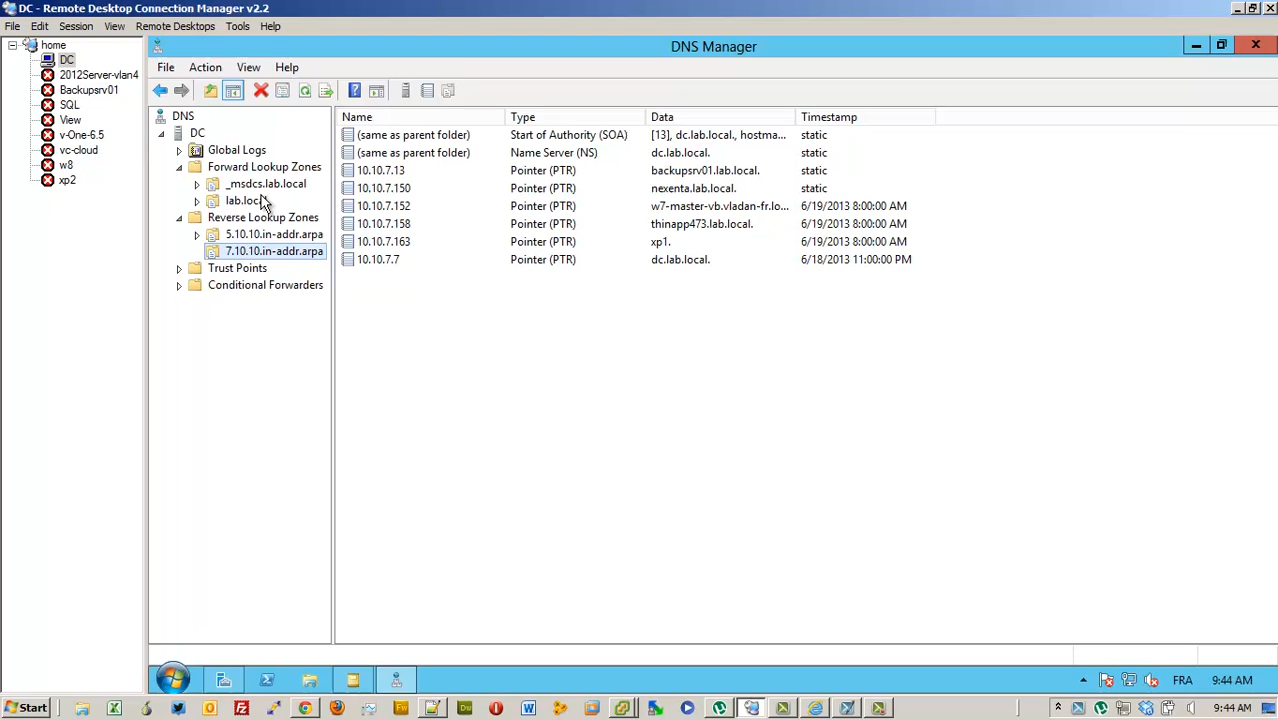 DC - Remote Desktop Connection Manager v2.2
File Edit Session View Remote Desktops Tools Help
home
DC
2012Server-vlan4
Backupsrv01
SQL
View
v-One-6.5
vc-cloud
w8
xp2
DNS Manager
File Action View Help
DNS
DC
Global Logs
Forward Lookup Zones
_msdcs.lab.local
Reverse Lookup Zones
5.10.10.in-addr.arpa
7.10.10.in-addr.arpa
Trust Points
Conditional Forwarders
Name Type Data Timestamp
(same as parent folder) Start of Authority (SOA) [13], dc.lab.local., hostma... static
(same as parent folder) Name Server (NS) dc.lab.local. static
10.10.7.13 Pointer (PTR) backupsrv01.lab.local. static
10.10.7.150 Pointer (PTR) nexenta.lab.local. static
10.10.7.152 Pointer (PTR) w7-master-vb.vladan-fr.lo... 6/19/2013 8:00:00 AM
10.10.7.158 Pointer (PTR) thinapp473.lab.local. 6/19/2013 8:00:00 AM
10.10.7.163 Pointer (PTR) xp1. 6/19/2013 8:00:00 AM
10.10.7.7 Pointer (PTR) dc.lab.local. 6/18/2013 11:00:00 PM
FRA 9:44 AM
Start 9:44 AM